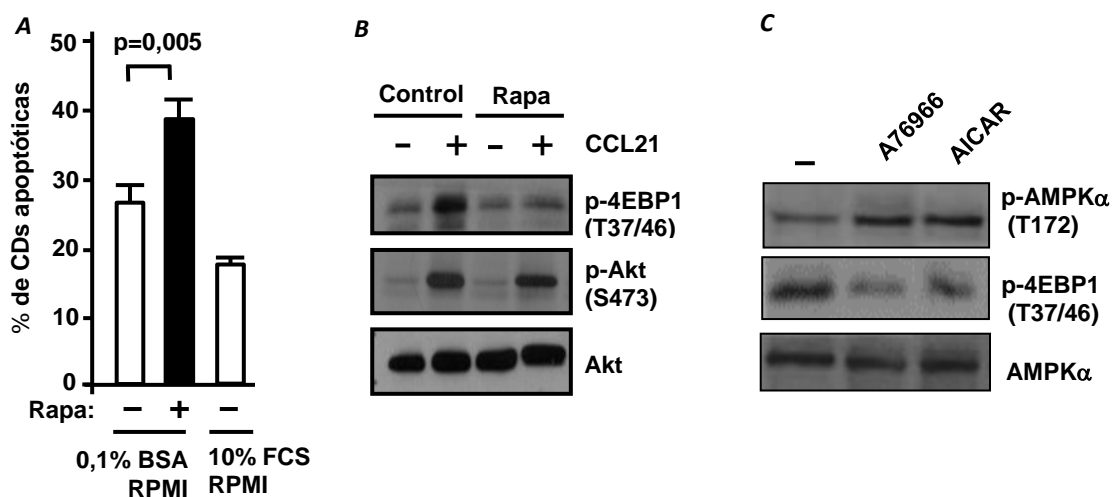 A
50
40
30
20
10
0
% de CDs apoptóticas
p=0,005
Rapa: – + –
0,1% BSA
RPMI
10% FCS
RPMI
B
Control Rapa
– + – + CCL21
p-4EBP1
(T37/46)
p-Akt
(S473)
Akt
C
– A76966 AICAR
p-AMPKα
(T172)
p-4EBP1
(T37/46)
AMPKα